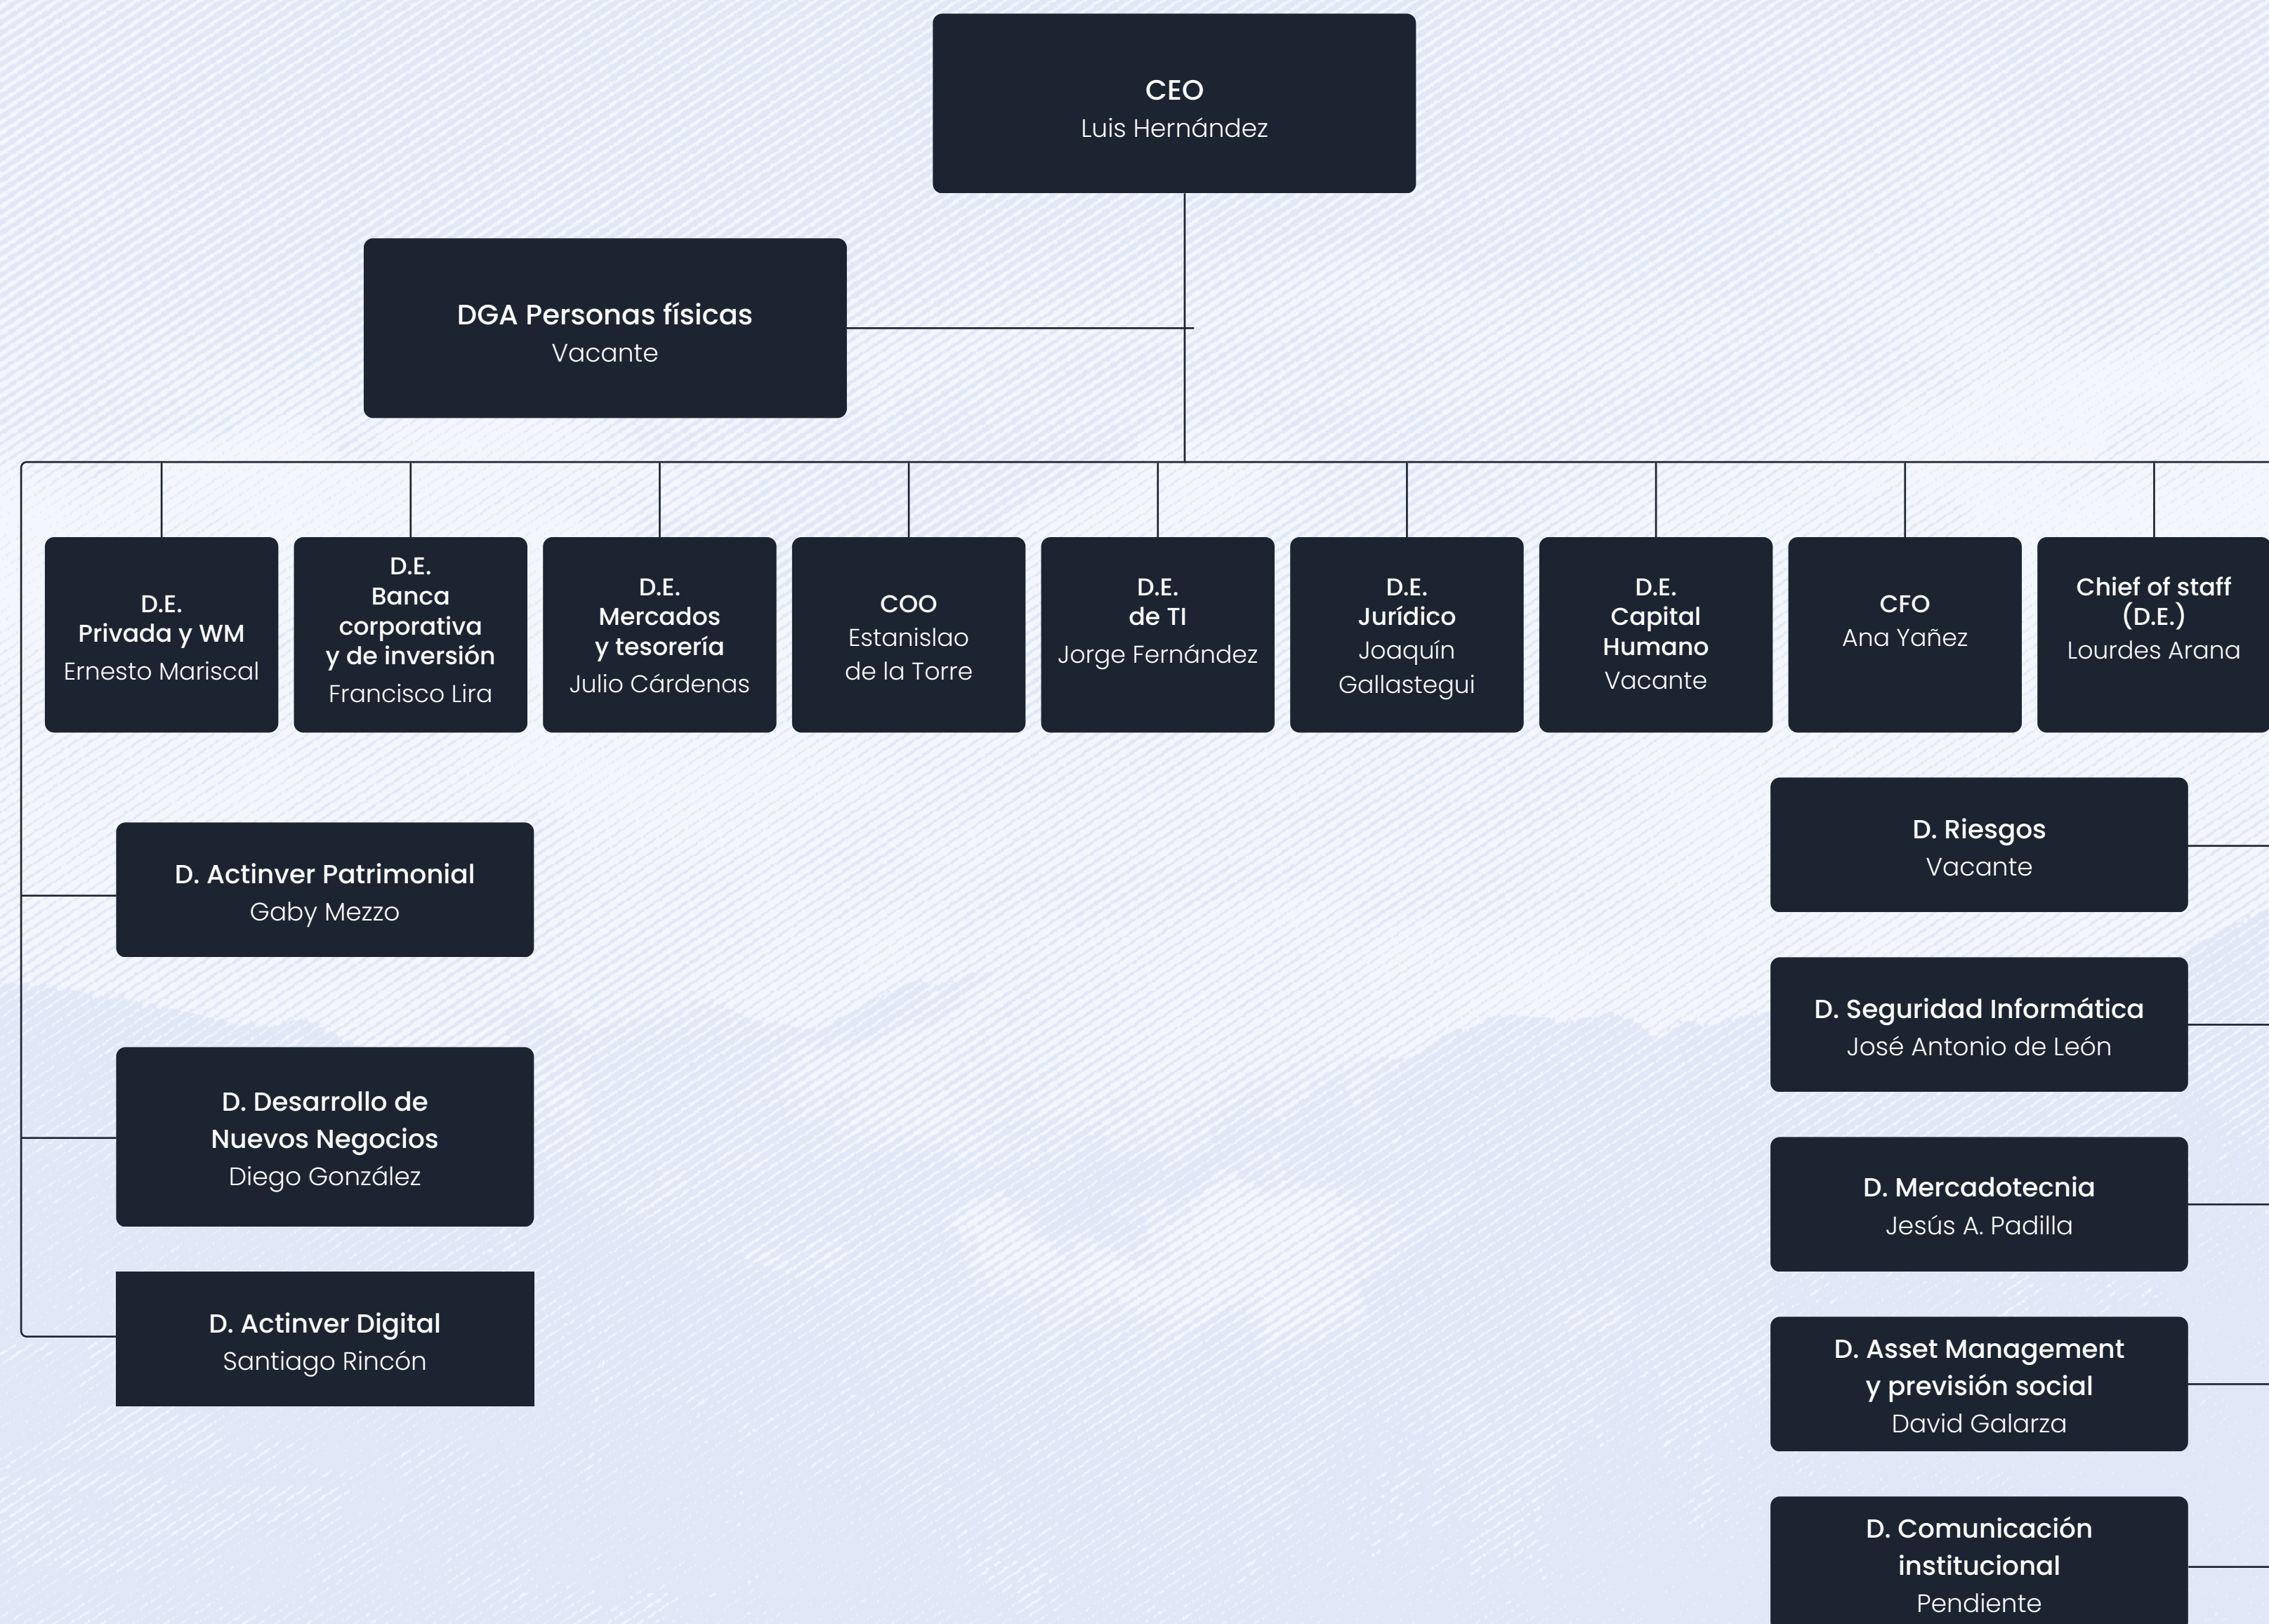 CEO
Luis Hernández
DGA Personas físicas
Vacante
D.E.
Privada y WM
Ernesto Mariscal
D.E.
Banca
corporativa
y de inversión
Francisco Lira
D.E.
Mercados
y tesorería
Julio Cárdenas
COO
Estanislao
de la Torre
D.E.
de TI
Jorge Fernández
D.E.
Jurídico
Joaquín
Gallastegui
D.E.
Capital
Humano
Vacante
CFO
Ana Yañez
Chief of staff
(D.E.)
Lourdes Arana
D. Actinver Patrimonial
Gaby Mezzo
D. Desarrollo de
Nuevos Negocios
Diego González
D. Actinver Digital
Santiago Rincón
D. Riesgos
Vacante
D. Seguridad Informática
José Antonio de León
D. Mercadotecnia
Jesús A. Padilla
D. Asset Management
y previsión social
David Galarza
D. Comunicación
institucional
Pendiente